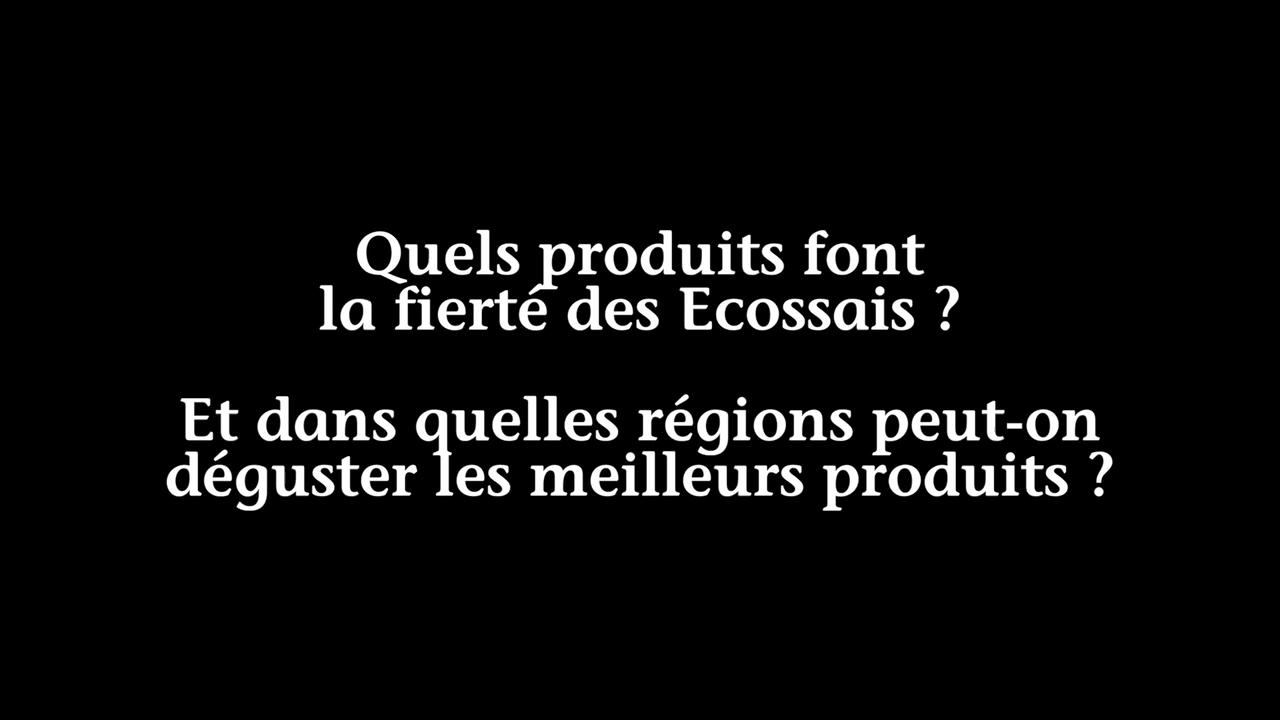 Quels produits font
la fierté des Ecossais ?
Et dans quelles régions peut-on
déguster les meilleurs produits ?